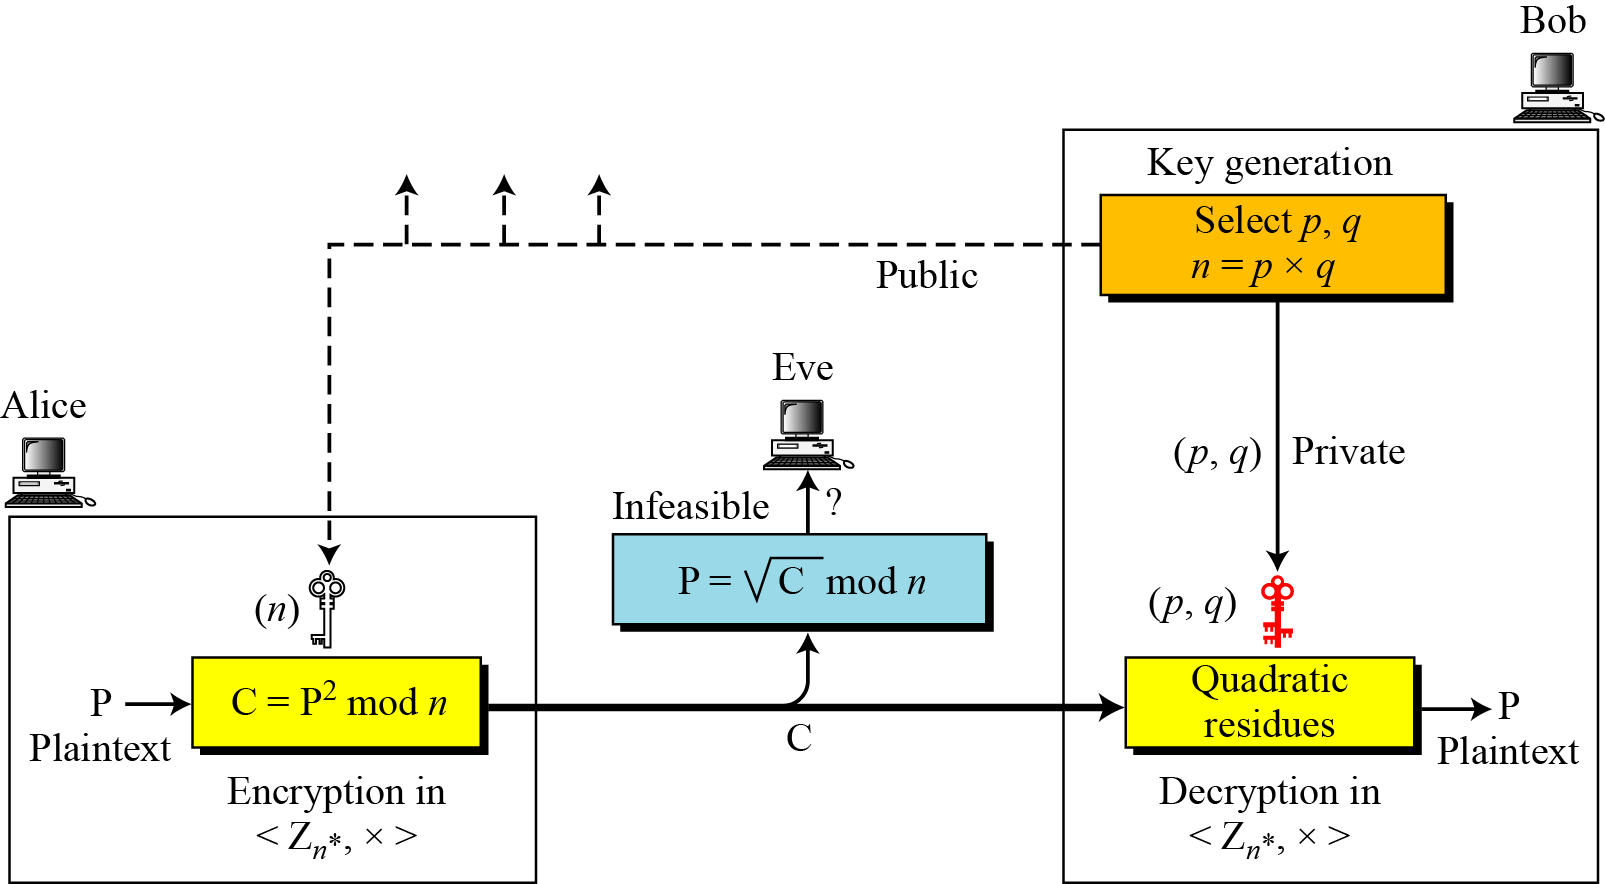 Bob
Key generation
Select p, q
n = p × q
Public
Eve
Alice
(p, q) Private
Infeasible ?
P = √C mod n
(n)
(p, q)
P
C = P² mod n
Plaintext
C
Quadratic
residues
P
Plaintext
Encryption in
< Zₙ*, × >
Decryption in
< Zₙ*, × >